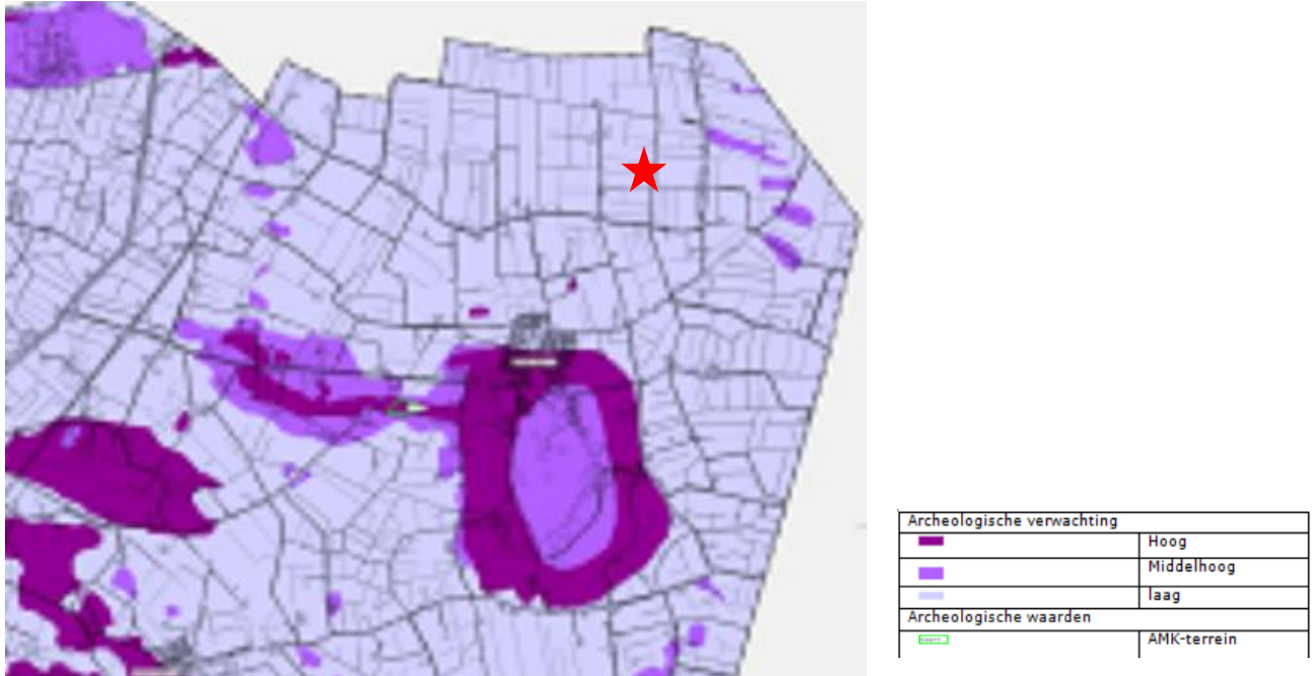 Archeologische verwachting
Hoog
Middelhoog
laag
Archeologische waarden
AMK-terrein